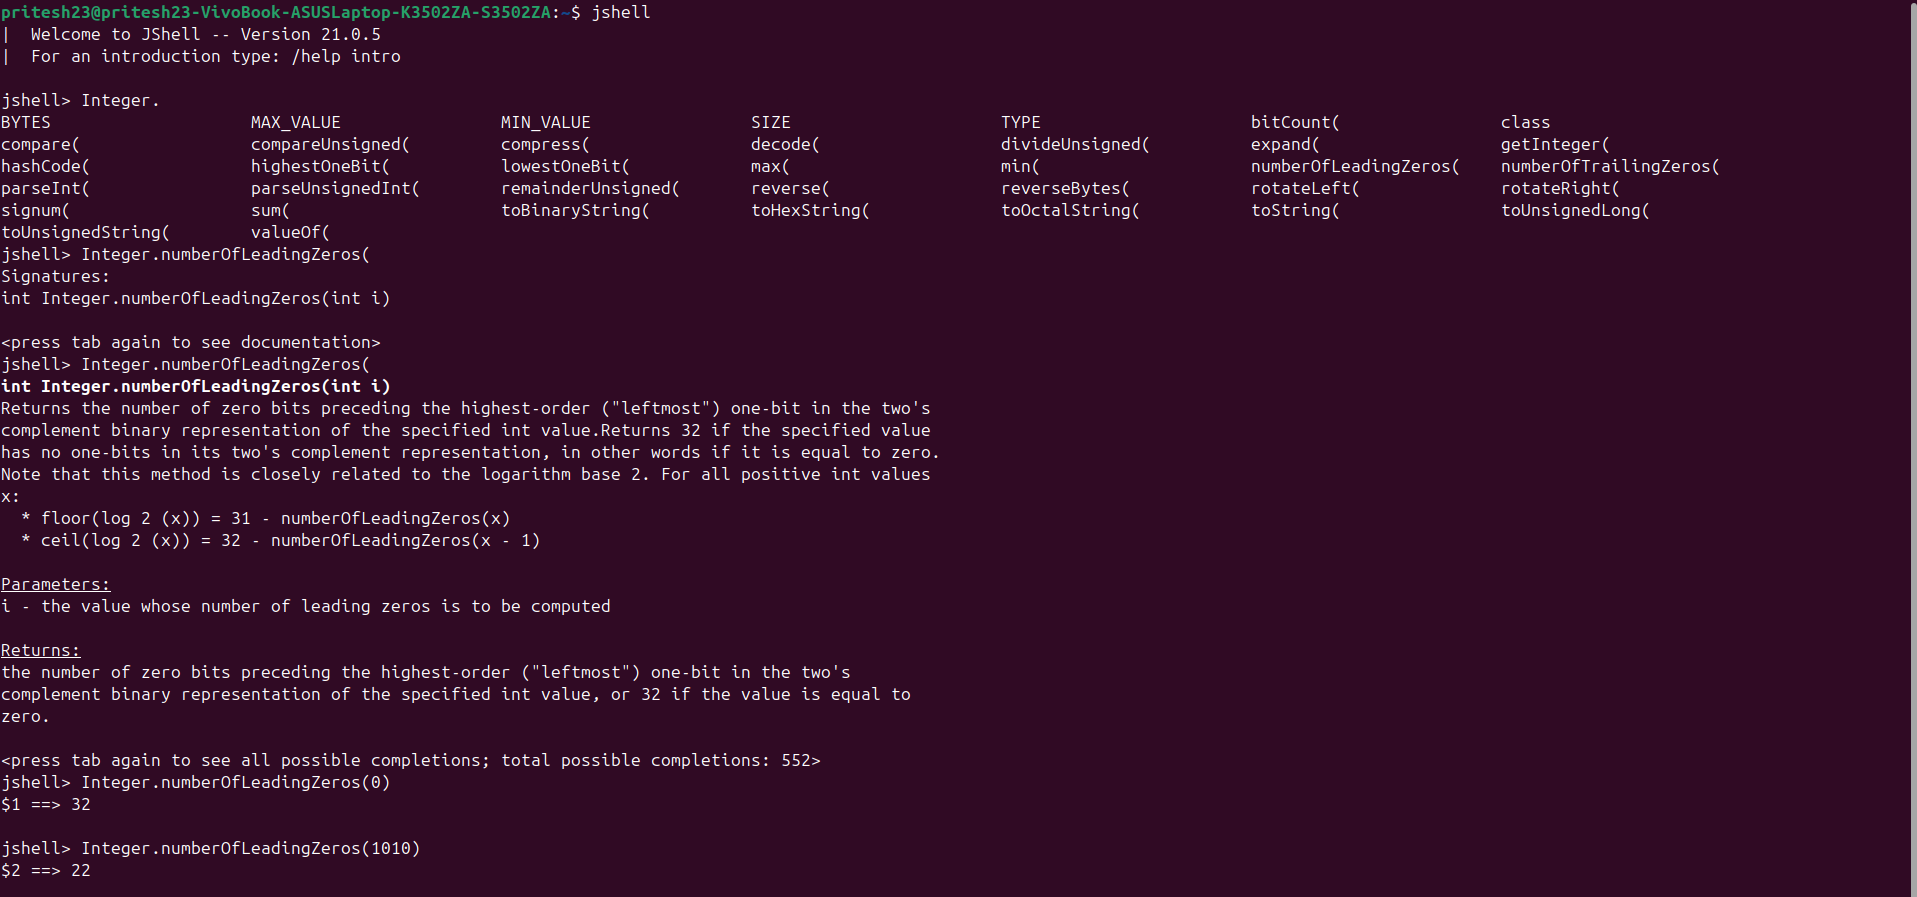 pritesh23@pritesh23-VivoBook-ASUSLaptop-K3502ZA-S3502ZA:~$ jshell
|  Welcome to JShell -- Version 21.0.5
|  For an introduction type: /help intro
jshell> Integer.
BYTES                    MAX_VALUE                MIN_VALUE                SIZE                     TYPE                     bitCount(                class
compare(                 compareUnsigned(         compress(                decode(                  divideUnsigned(          expand(                  getInteger(
hashCode(                highestOneBit(           lowestOneBit(            max(                     min(                     numberOfLeadingZeros(    numberOfTrailingZeros(
parseInt(                parseUnsignedInt(        remainderUnsigned(       reverse(                 reverseBytes(            rotateLeft(              rotateRight(
signum(                  sum(                     toBinaryString(          toHexString(             toOctalString(           toString(                toUnsignedLong(
toUnsignedString(        valueOf(
jshell> Integer.numberOfLeadingZeros(
Signatures:
int Integer.numberOfLeadingZeros(int i)
<press tab again to see documentation>
jshell> Integer.numberOfLeadingZeros(
int Integer.numberOfLeadingZeros(int i)
Returns the number of zero bits preceding the highest-order ("leftmost") one-bit in the two's
complement binary representation of the specified int value.Returns 32 if the specified value
has no one-bits in its two's complement representation, in other words if it is equal to zero.
Note that this method is closely related to the logarithm base 2. For all positive int values
x:
  * floor(log 2 (x)) = 31 - numberOfLeadingZeros(x)
  * ceil(log 2 (x)) = 32 - numberOfLeadingZeros(x - 1)
Parameters:
i - the value whose number of leading zeros is to be computed
Returns:
the number of zero bits preceding the highest-order ("leftmost") one-bit in the two's
complement binary representation of the specified int value, or 32 if the value is equal to
zero.
<press tab again to see all possible completions; total possible completions: 552>
jshell> Integer.numberOfLeadingZeros(0)
$1 ==> 32
jshell> Integer.numberOfLeadingZeros(1010)
$2 ==> 22